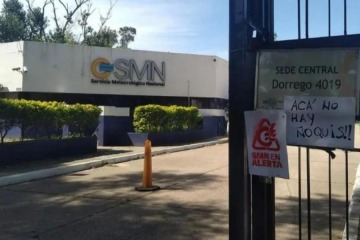 SMN
Servicio Meteorológico Nacional
SEDE CENTRAL
Dorrego 4019
ACÁ NO
HAY
ÑOQUIS!!
SMN EN
ALERTA